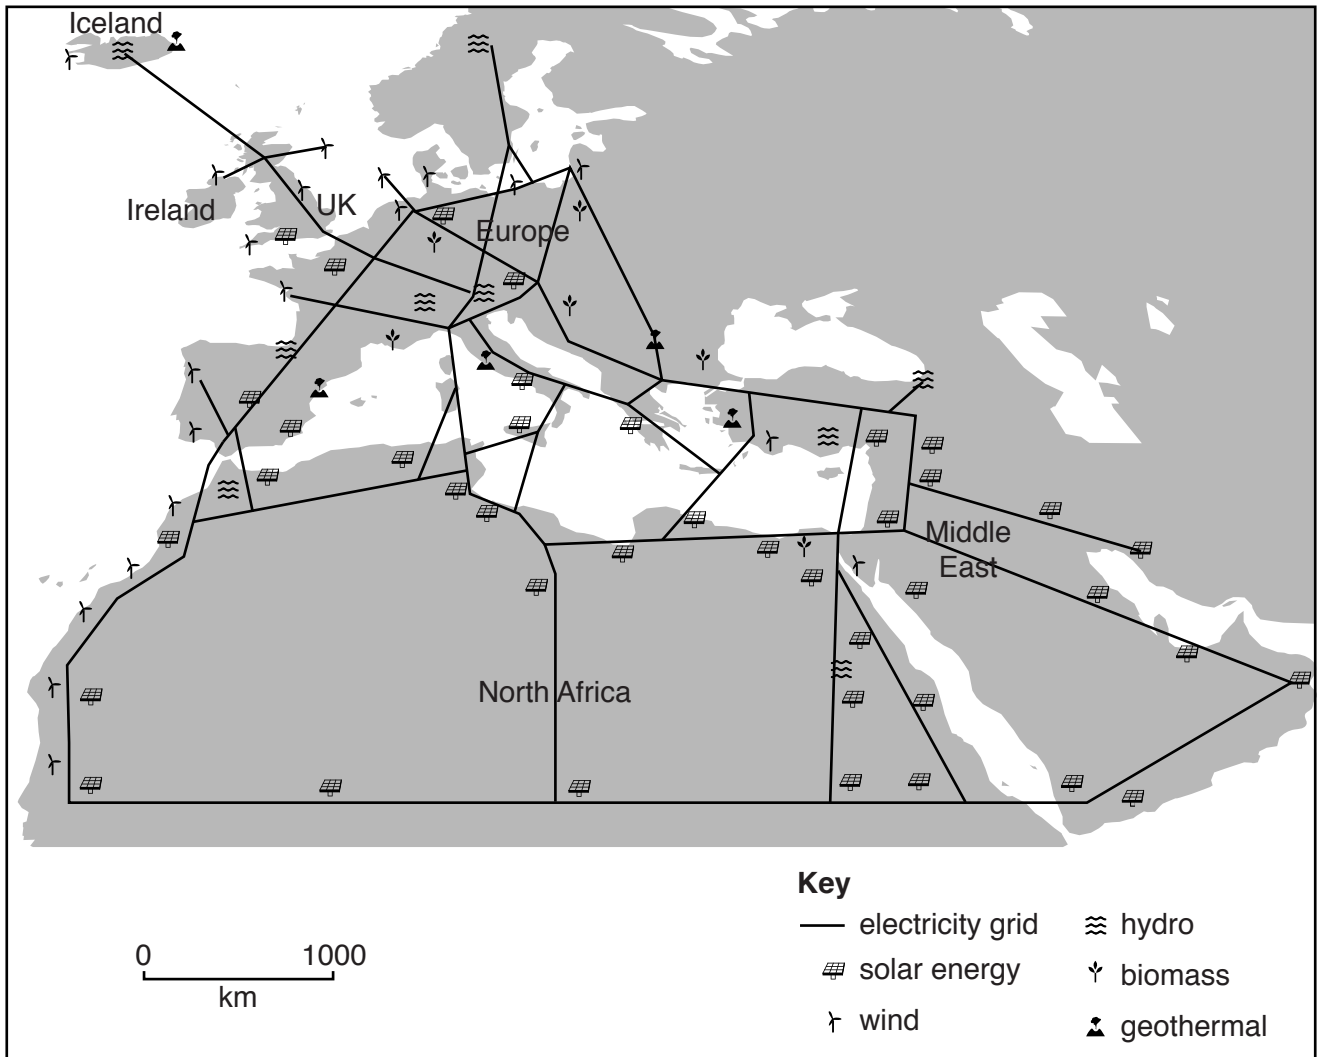 Iceland
Ireland
UK
Europe
Middle
East
North Africa
Key
electricity grid
hydro
solar energy
biomass
wind
geothermal
0 1000
km